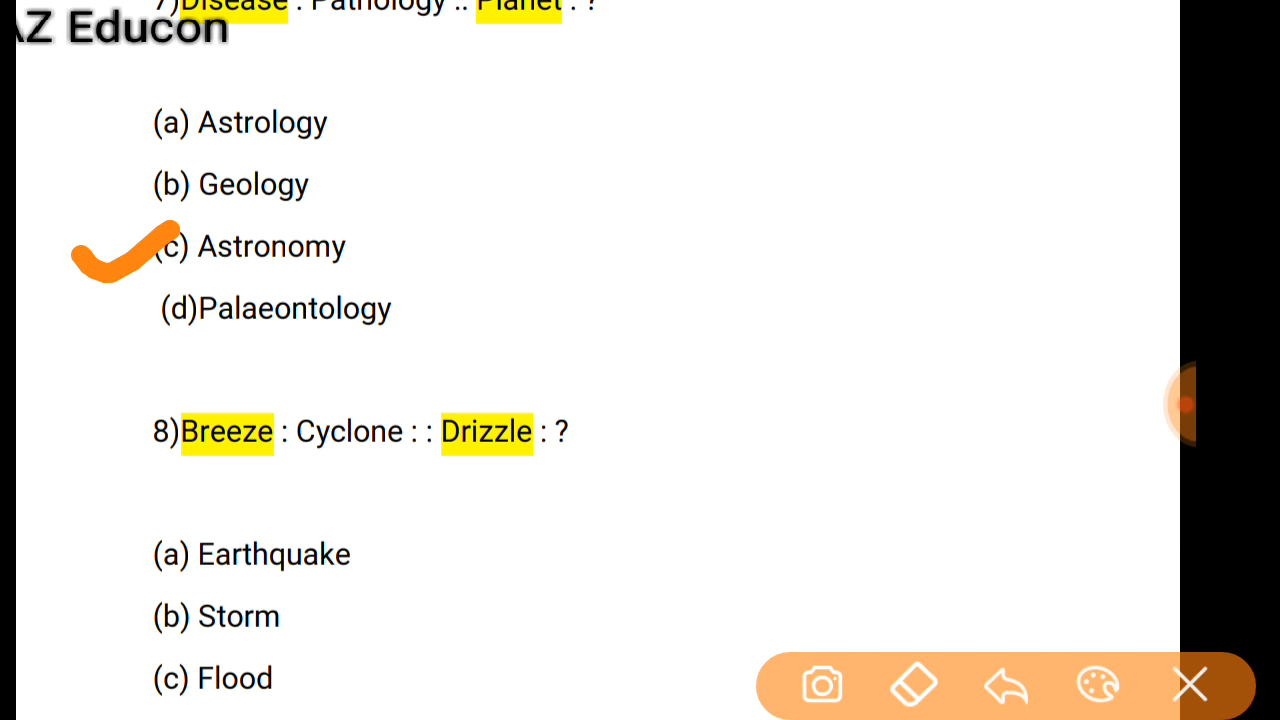 7)Disease : Pathology :: Planet : ?
AZ Educon
(a) Astrology
(b) Geology
(c) Astronomy
(d)Palaeontology
8)Breeze : Cyclone : : Drizzle : ?
(a) Earthquake
(b) Storm
(c) Flood